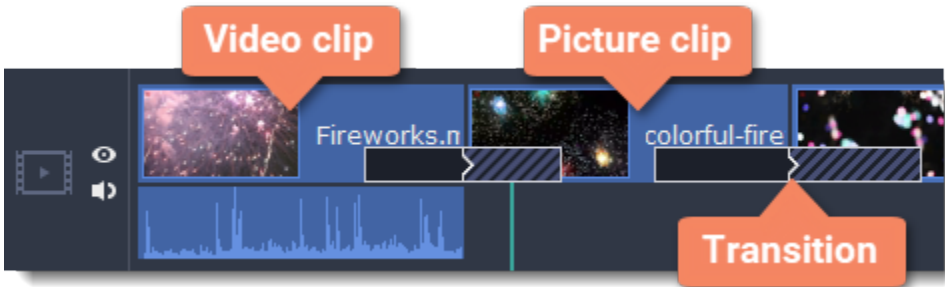 Video clip
Picture clip
Fireworks.m
colorful-fire
Transition